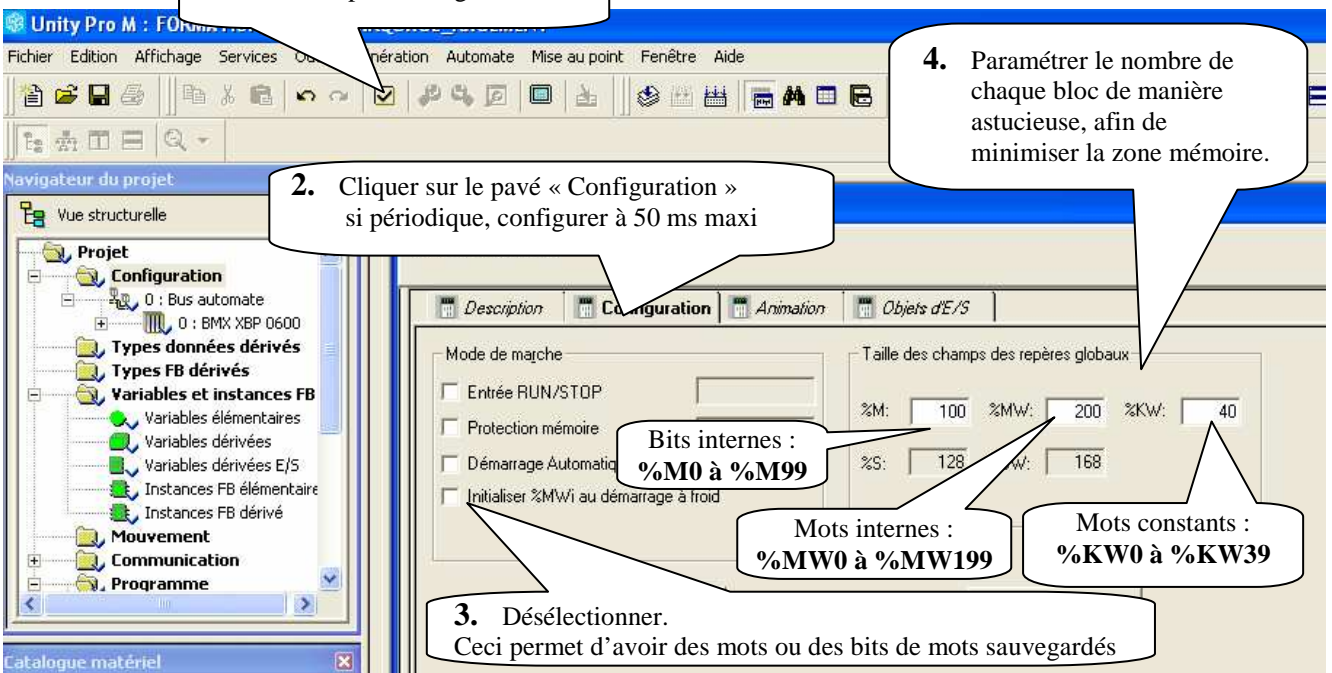 Unity Pro M :
Fichier Edition Affichage Services Automate Mise au point Fenêtre Aide
4. Paramétrer le nombre de
chaque bloc de manière
astucieuse, afin de
minimiser la zone mémoire.
Navigateur du projet
Vue structurelle
2. Cliquer sur le pavé « Configuration »
si périodique, configurer à 50 ms maxi
Projet
Configuration
0 : Bus automate
0 : BMX XBP 0600
Types données dérivés
Types FB dérivés
Variables et instances FB
Variables élémentaires
Variables dérivées
Variables dérivées E/S
Instances FB élémentaire
Instances FB dérivé
Mouvement
Communication
Programme
Description Configuration Animation Objets d'E/S
Mode de marche
Entrée RUN/STOP
Protection mémoire
Démarrage Automatiq
Initialiser %MWi au démarrage à froid
Taille des champs des repères globaux
%M: 100 %MW: 200 %KW: 40
%S: 128 W: 168
Bits internes :
%M0 à %M99
Mots internes :
%MW0 à %MW199
Mots constants :
%KW0 à %KW39
3. Désélectionner.
Ceci permet d'avoir des mots ou des bits de mots sauvegardés
Catalogue matériel